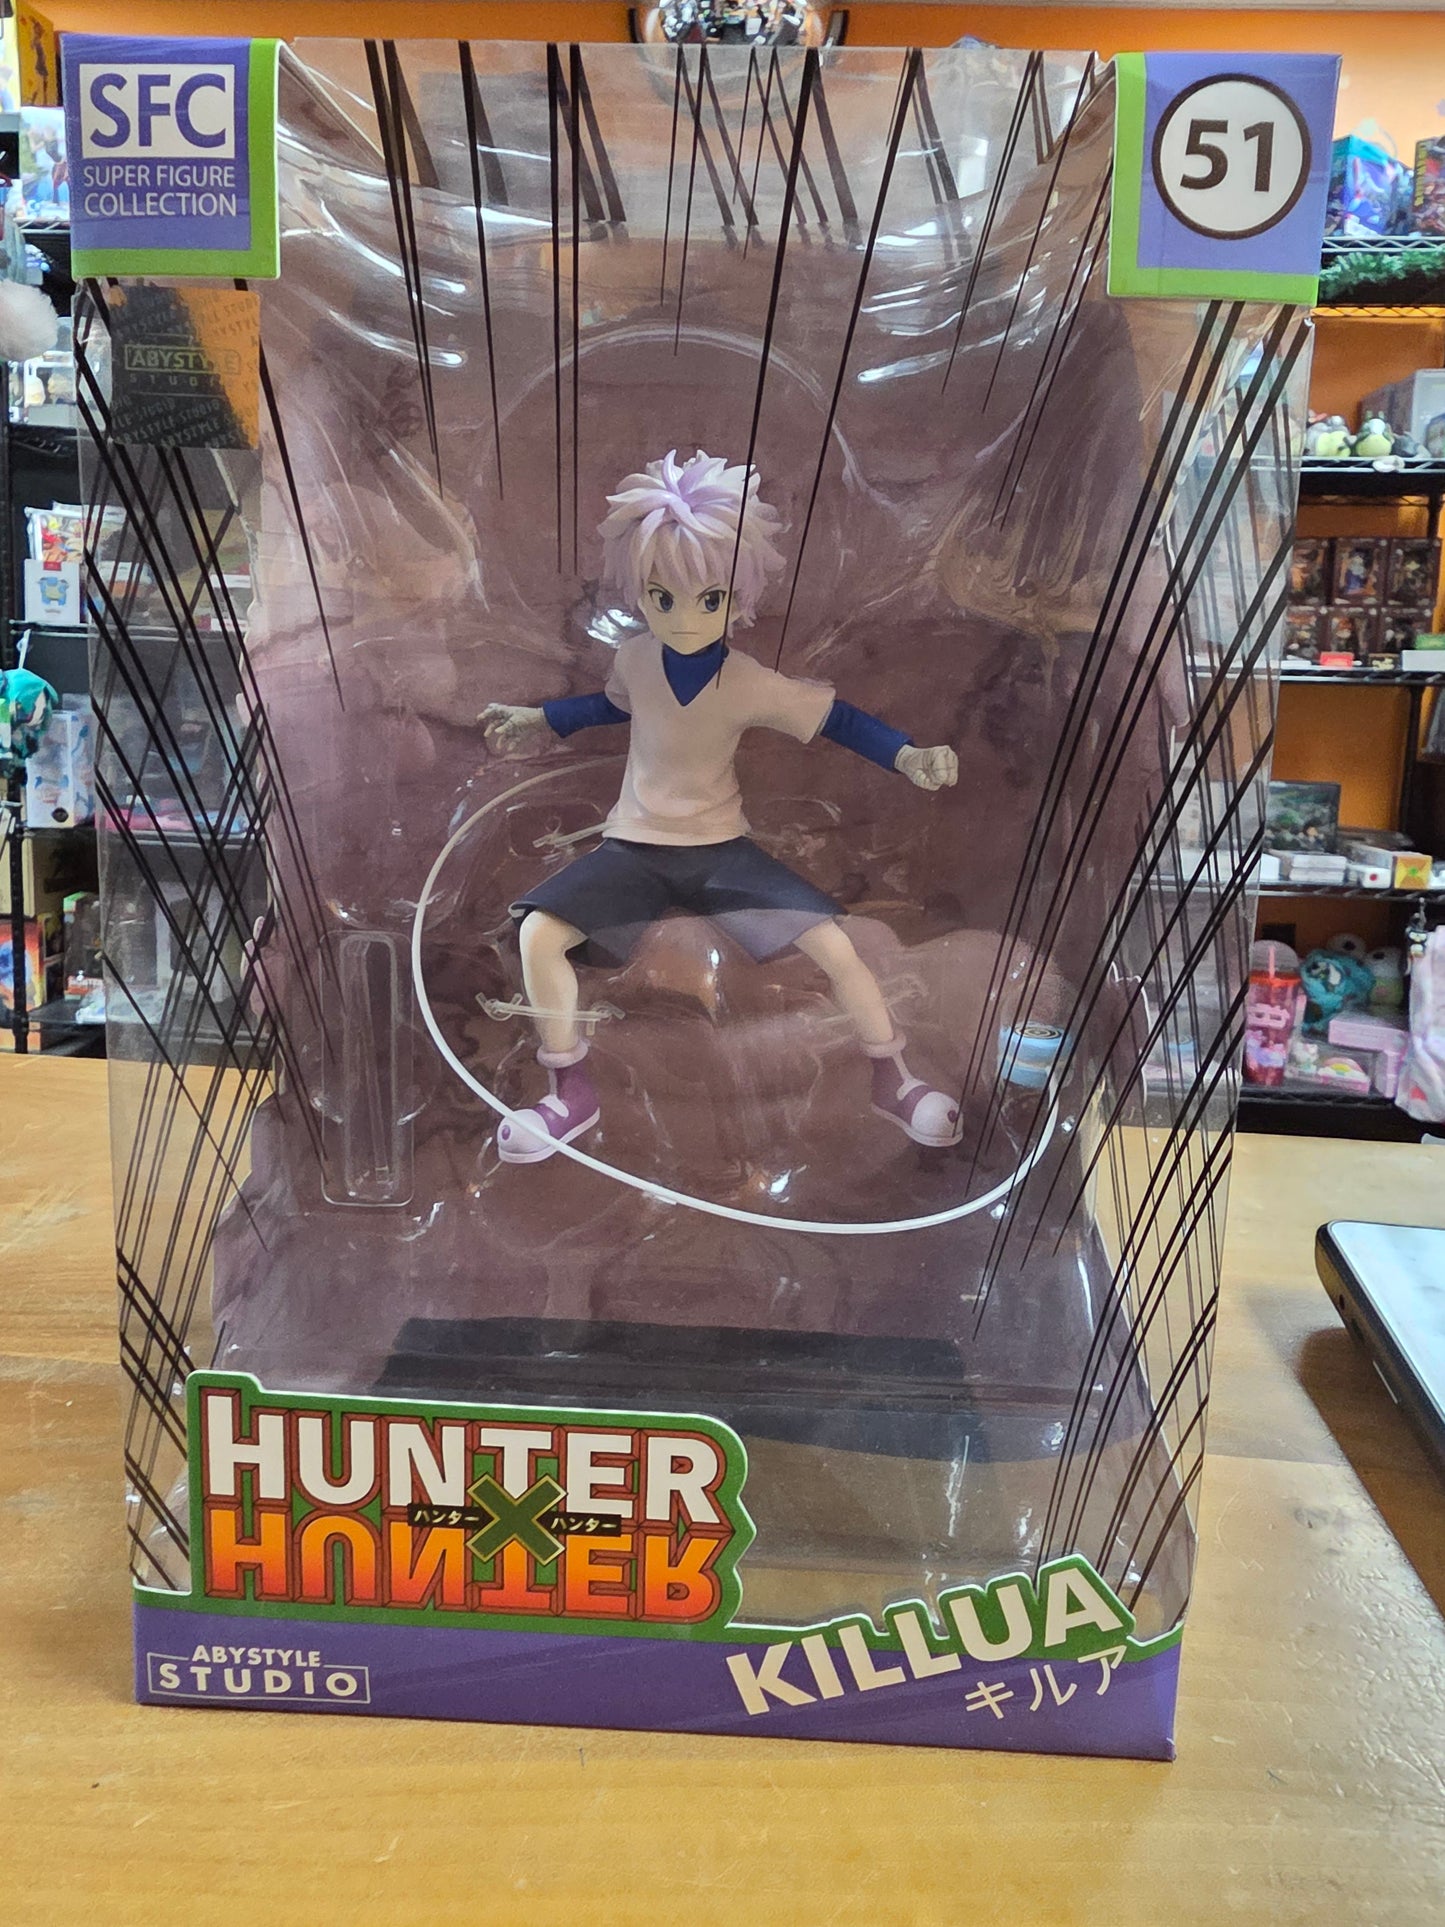 SFC
SUPER FIGURE
COLLECTION
51
ABYSTYLE
STUDIO
HUNTER
ハンター × ハンター
HUNTER
KILLUA
キルア
ABYSTYLE
STUDIO